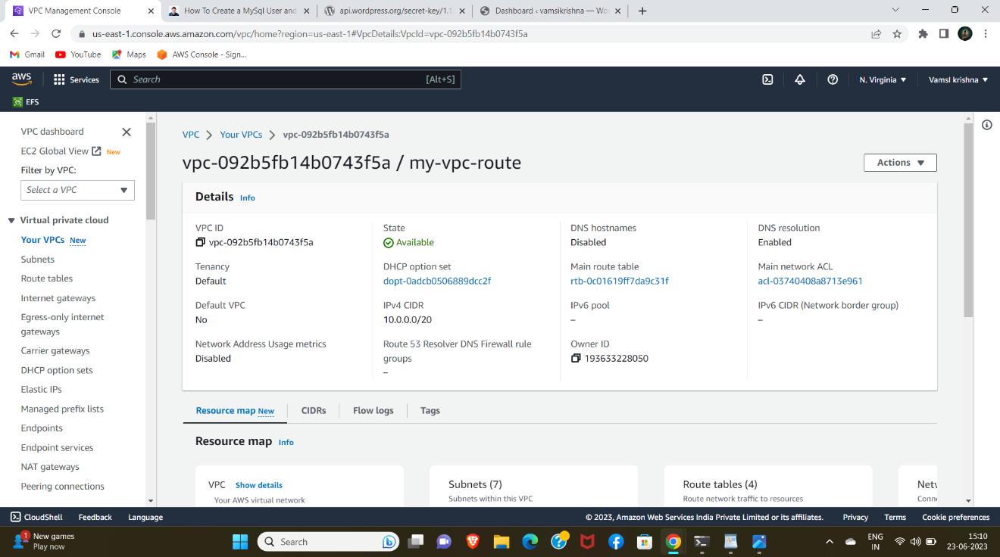 VPC Management Console
How To Create a MySql User and
api.wordpress.org/secret-key/1.1
Dashboard ‹ vamsikrishna — Wo
us-east-1.console.aws.amazon.com/vpc/home?region=us-east-1#VpcDetails:VpcId=vpc-092b5fb14b0743f5a
Gmail YouTube Maps AWS Console - Sign...
aws Services Search [Alt+S] N. Virginia ▼ Vamsl krishna ▼
EFS
VPC dashboard
EC2 Global View New
Filter by VPC:
Select a VPC
Virtual private cloud
Your VPCs New
Subnets
Route tables
Internet gateways
Egress-only internet
gateways
Carrier gateways
DHCP option sets
Elastic IPs
Managed prefix lists
Endpoints
Endpoint services
NAT gateways
Peering connections
VPC > Your VPCs > vpc-092b5fb14b0743f5a
vpc-092b5fb14b0743f5a / my-vpc-route
Actions ▼
Details Info
VPC ID
vpc-092b5fb14b0743f5a
State
Available
DNS hostnames
Disabled
DNS resolution
Enabled
Tenancy
Default
DHCP option set
dopt-0adcb0506889dcc2f
Main route table
rtb-0c01619ff7da9c31f
Main network ACL
acl-03740408a8713e961
Default VPC
No
IPv4 CIDR
10.0.0.0/20
IPv6 pool
–
IPv6 CIDR (Network border group)
–
Network Address Usage metrics
Disabled
Route 53 Resolver DNS Firewall rule
groups
–
Owner ID
193633228050
Resource map New CIDRs Flow logs Tags
Resource map Info
VPC Show details
Your AWS virtual network
Subnets (7)
Subnets within this VPC
Route tables (4)
Route network traffic to resources
CloudShell Feedback Language © 2023, Amazon Web Services India Private Limited or its affiliates. Privacy Terms Cookie preferences
1
New games
Play now
Search
ENG
IN
15:10
23-06-2023